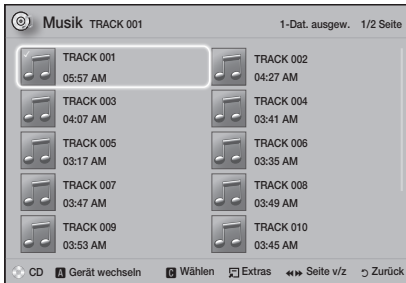 Musik TRACK 001 1-Dat. ausgew. 1/2 Seite
TRACK 001 TRACK 002
05:57 AM 04:27 AM
TRACK 003 TRACK 004
04:07 AM 03:41 AM
TRACK 005 TRACK 006
03:17 AM 03:35 AM
TRACK 007 TRACK 008
03:47 AM 03:49 AM
TRACK 009 TRACK 010
03:53 AM 03:45 AM
CD A Gerät wechseln C Wählen Extras Seite v/z Zurück